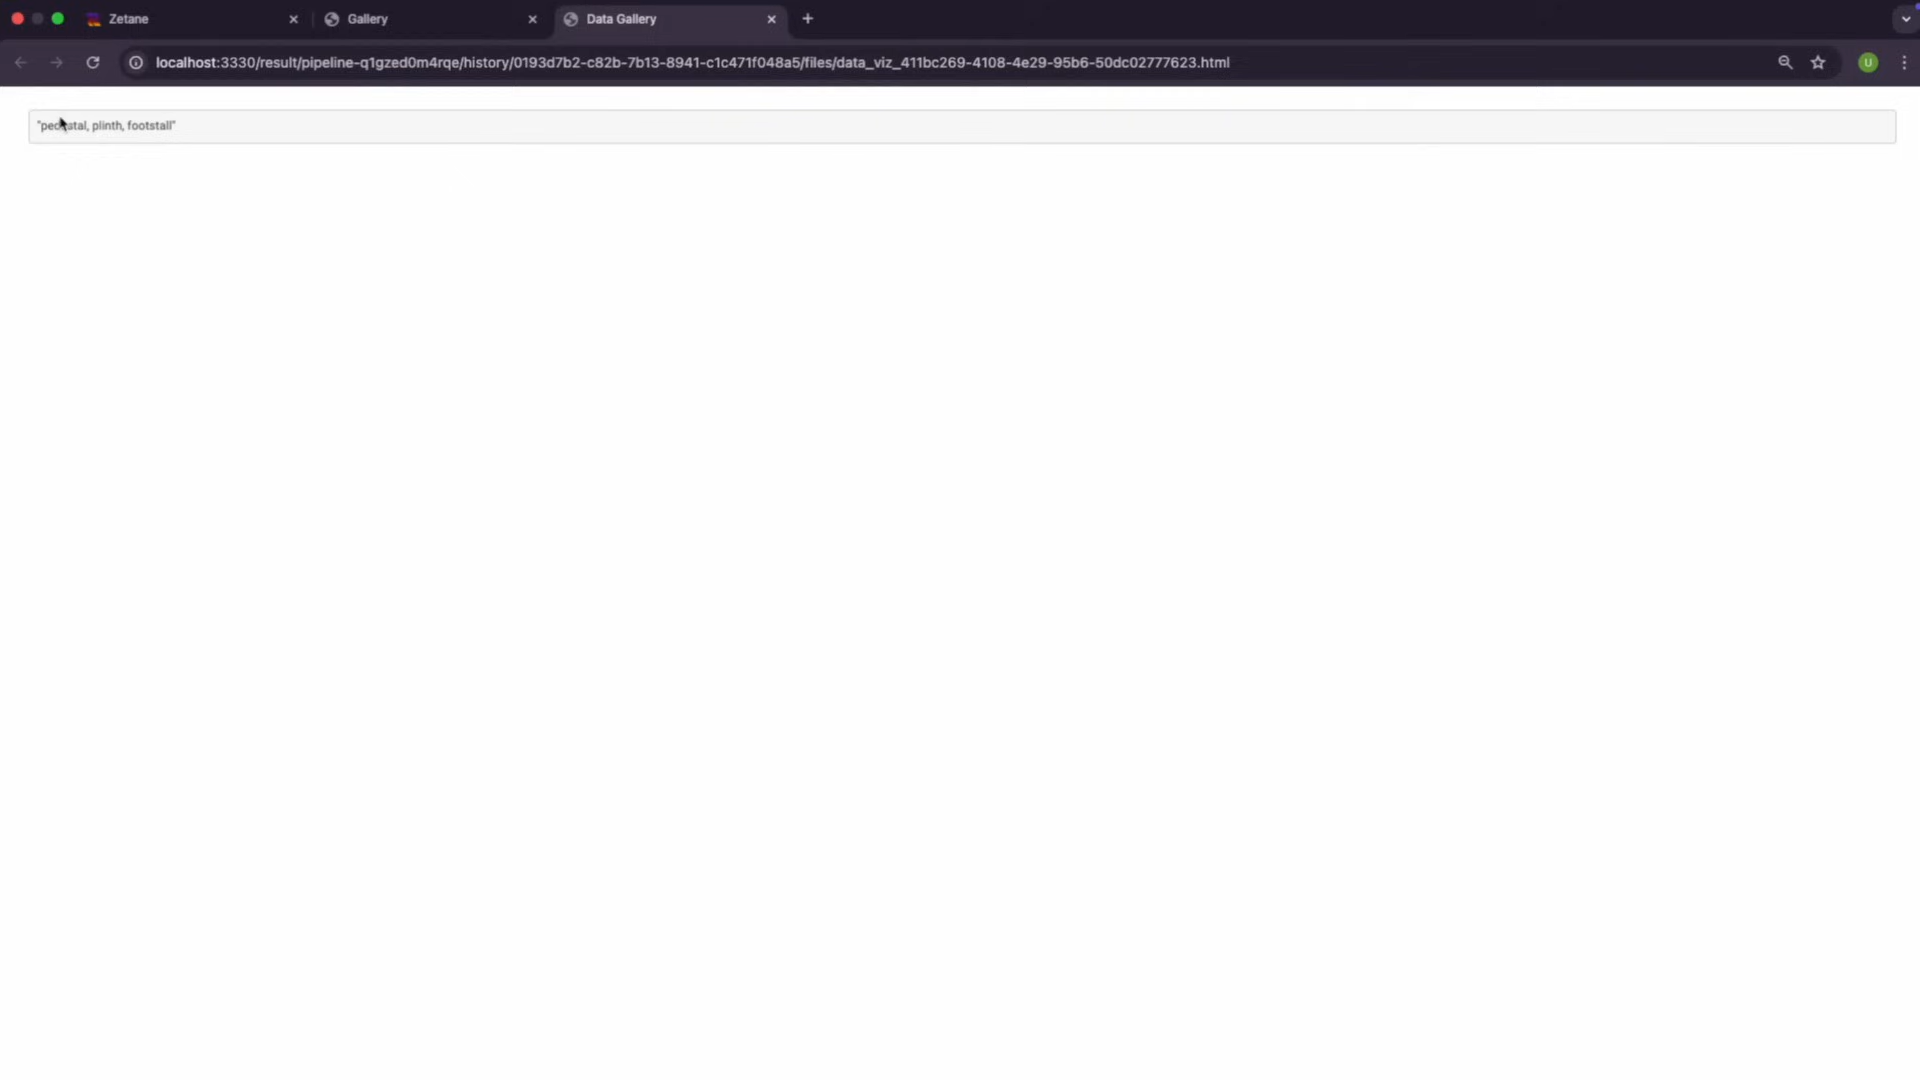 Zetane
Gallery
Data Gallery
localhost:3330/result/pipeline-q1gzed0m4rqe/history/0193d7b2-c82b-7b13-8941-c1c471f048a5/files/data_viz_411bc269-4108-4e29-95b6-50dc02777623.html
U
"pedestal, plinth, footstall"